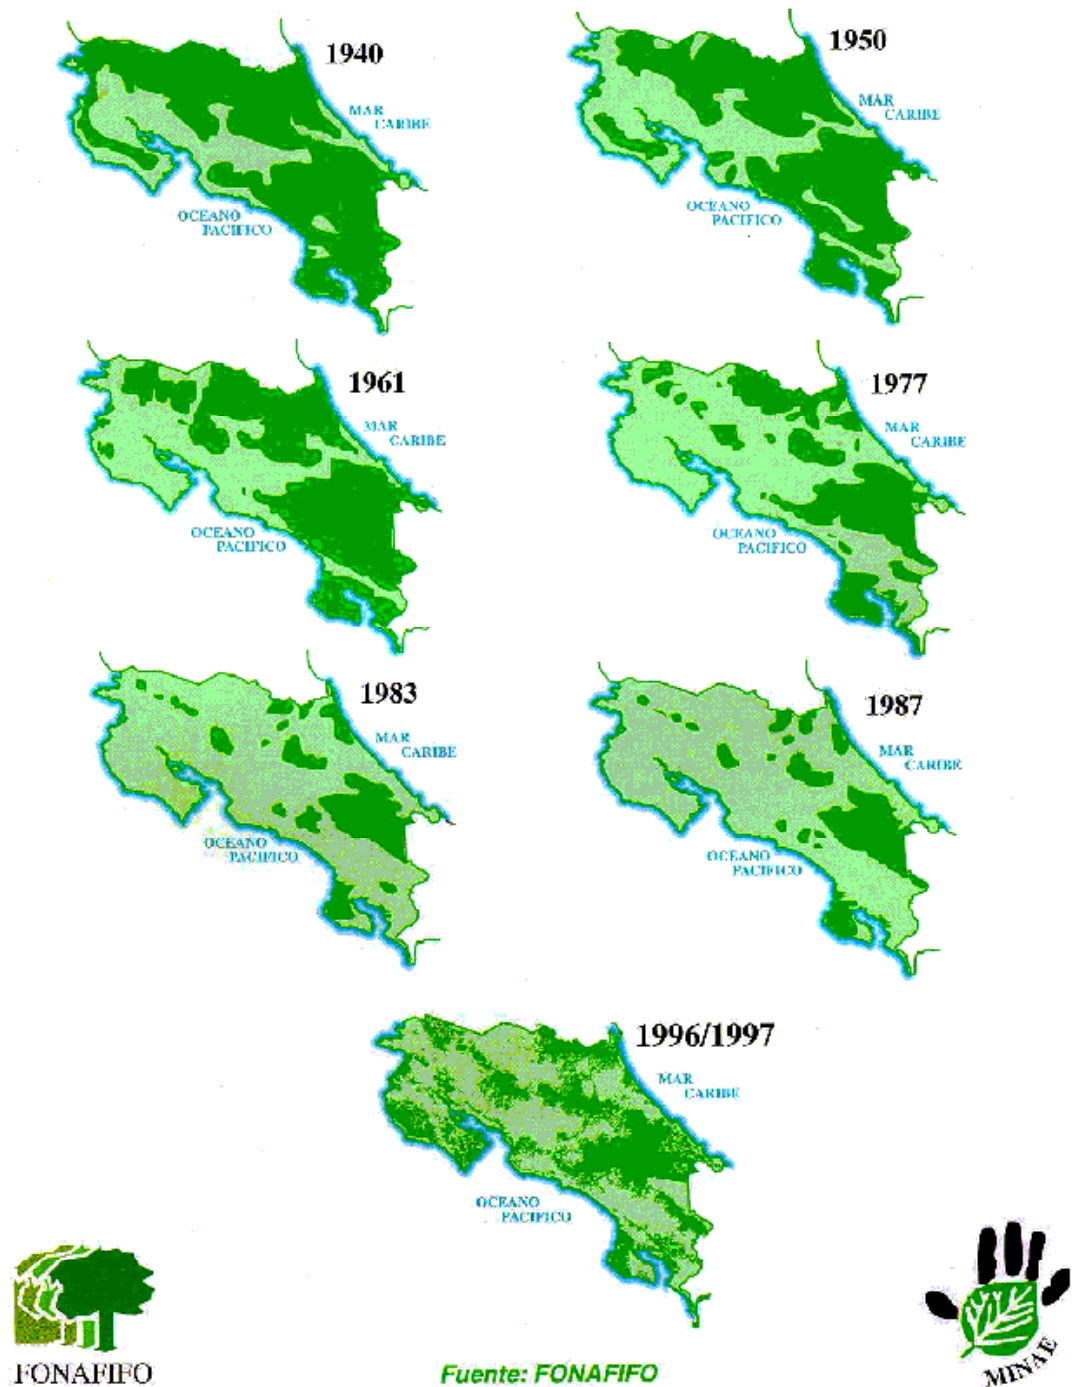 1940
MAR
CARIBE
OCEANO
PACIFICO
1950
MAR
CARIBE
OCEANO
PACIFICO
1961
MAR
CARIBE
OCEANO
PACIFICO
1977
MAR
CARIBE
OCEANO
PACIFICO
1983
MAR
CARIBE
OCEANO
PACIFICO
1987
MAR
CARIBE
OCEANO
PACIFICO
1996/1997
MAR
CARIBE
OCEANO
PACIFICO
FONAFIFO
Fuente: FONAFIFO
MINAE